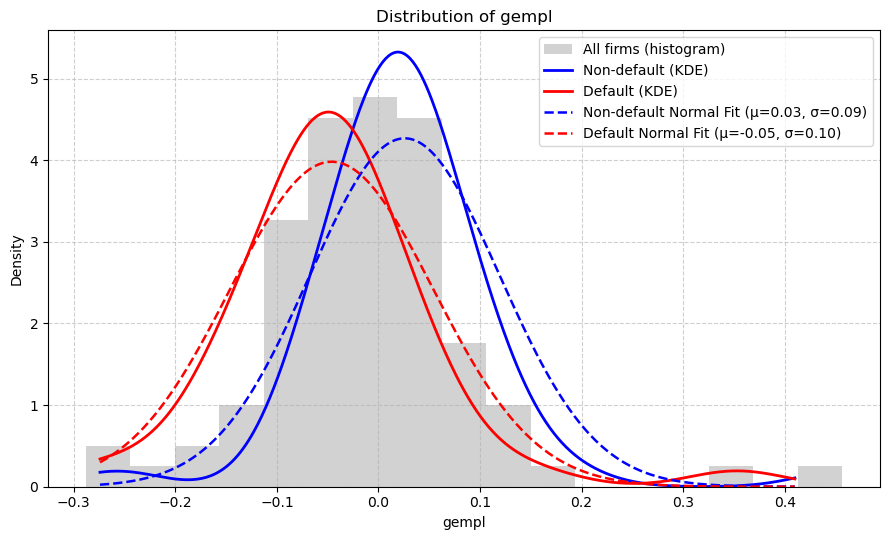 Distribution of gempl
All firms (histogram)
Non-default (KDE)
Default (KDE)
Non-default Normal Fit (μ=0.03, σ=0.09)
Default Normal Fit (μ=-0.05, σ=0.10)
Density
5
4
3
2
1
0
−0.3 −0.2 −0.1 0.0 0.1 0.2 0.3 0.4
gempl